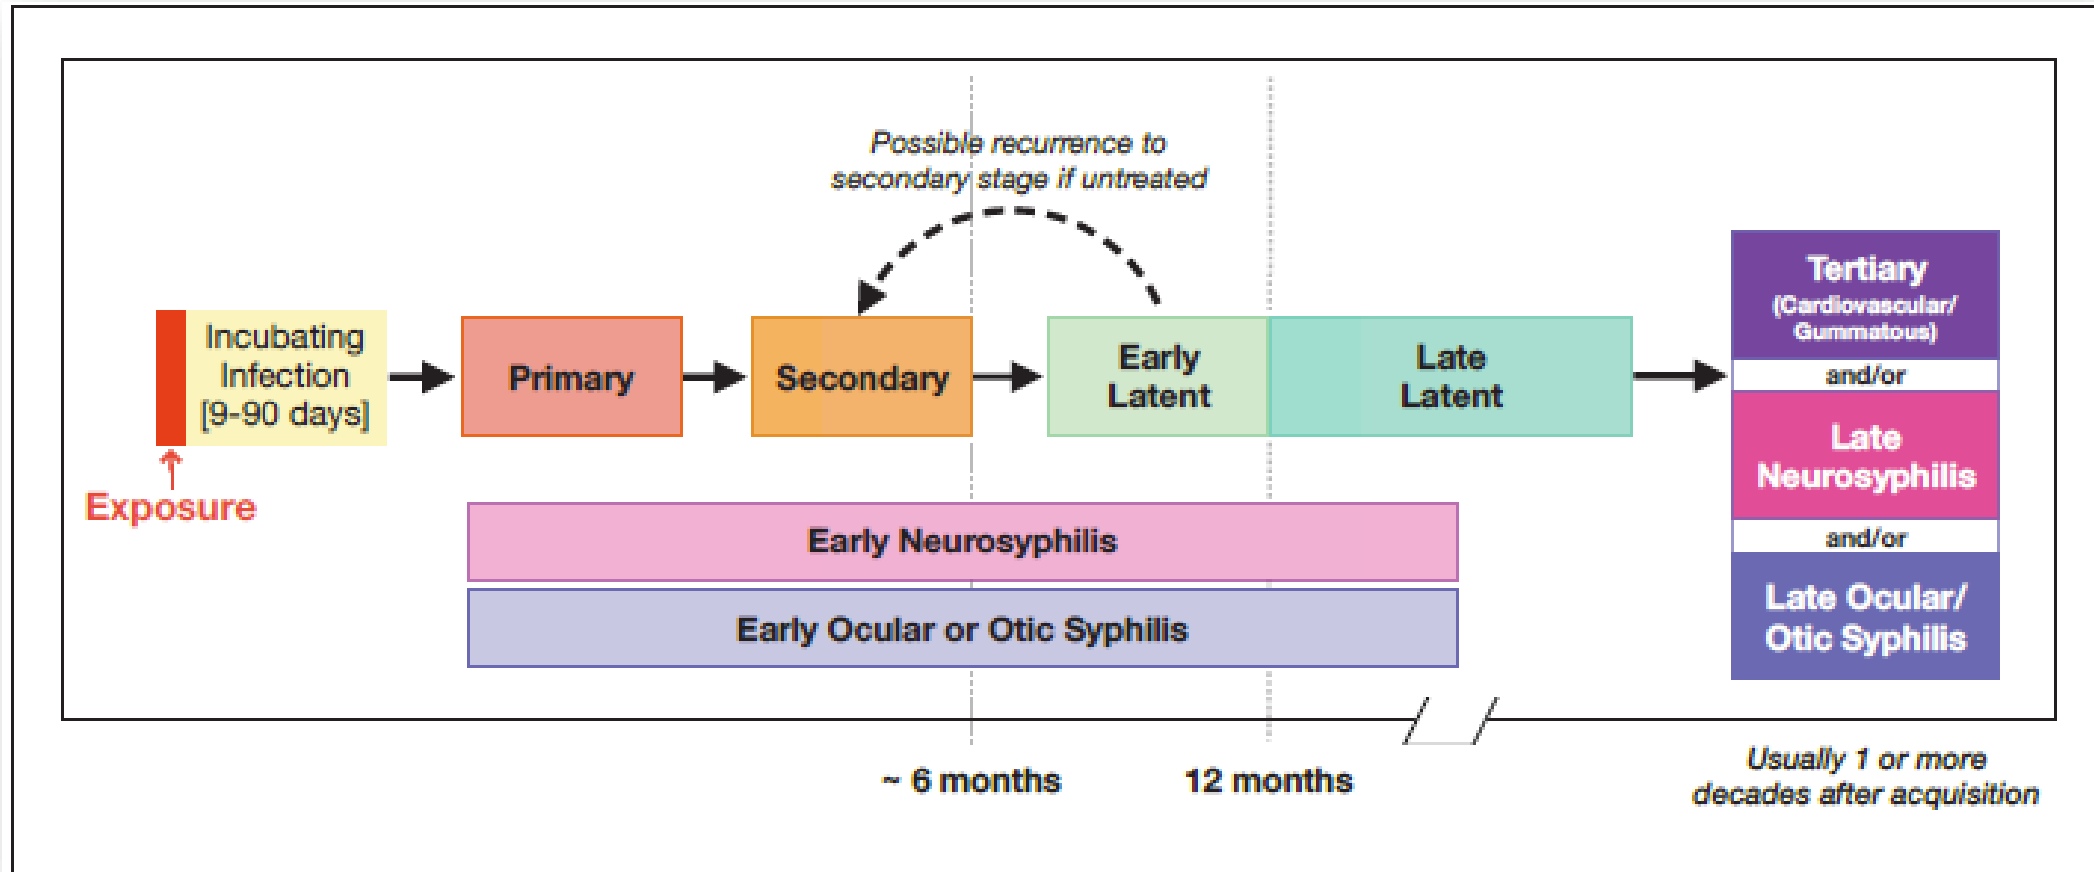 Possible recurrence to
secondary stage if untreated
Incubating
Infection
[9-90 days]
Exposure
Primary
Secondary
Early
Latent
Late
Latent
Tertiary
(Cardiovascular/
Gummatous)
and/or
Late
Neurosyphilis
and/or
Late Ocular/
Otic Syphilis
Early Neurosyphilis
Early Ocular or Otic Syphilis
~ 6 months
12 months
Usually 1 or more
decades after acquisition